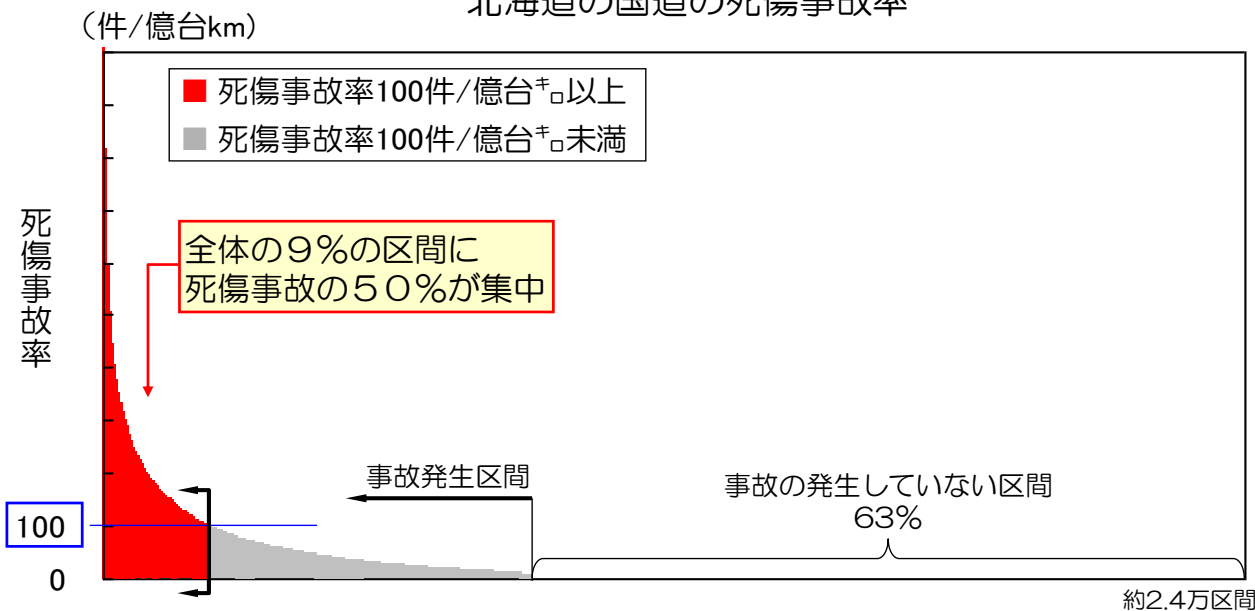 北海道の国道の死傷事故率
（件/億台km）
死傷事故率100件/億台㌔以上
死傷事故率100件/億台㌔未満
死傷事故率
全体の９％の区間に
死傷事故の５０％が集中
事故発生区間
事故の発生していない区間
63%
100
0
約2.4万区間